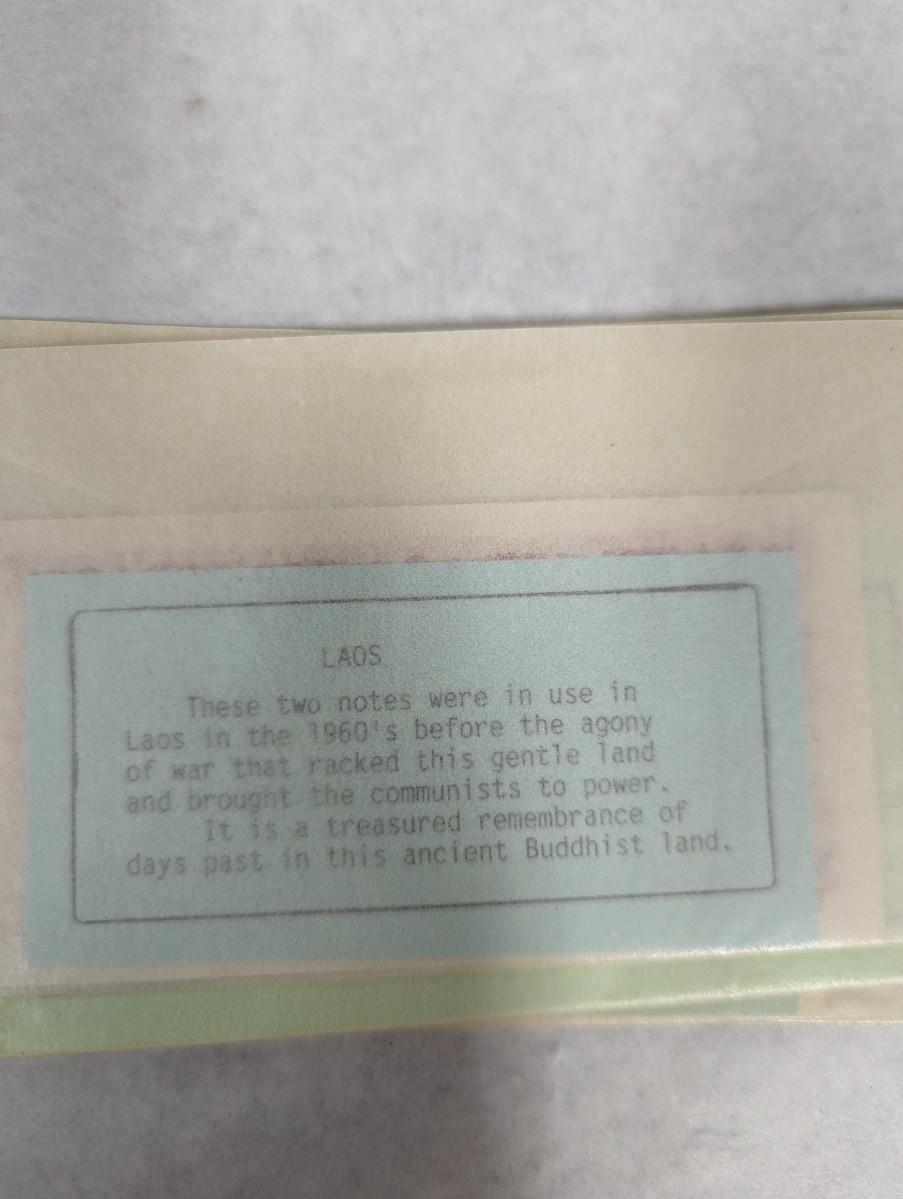 LAOS
These two notes were in use in
Laos in the 1960's before the agony
of war that racked this gentle land
and brought the communists to power.
It is a treasured remembrance of
days past in this ancient Buddhist land.